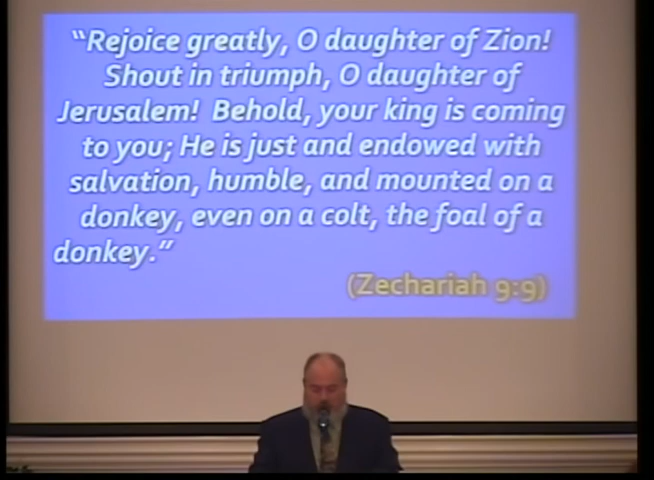 “Rejoice greatly, O daughter of Zion!
Shout in triumph, O daughter of
Jerusalem!  Behold, your king is coming
to you; He is just and endowed with
salvation, humble, and mounted on a
donkey, even on a colt, the foal of a
donkey.”
(Zechariah 9:9)